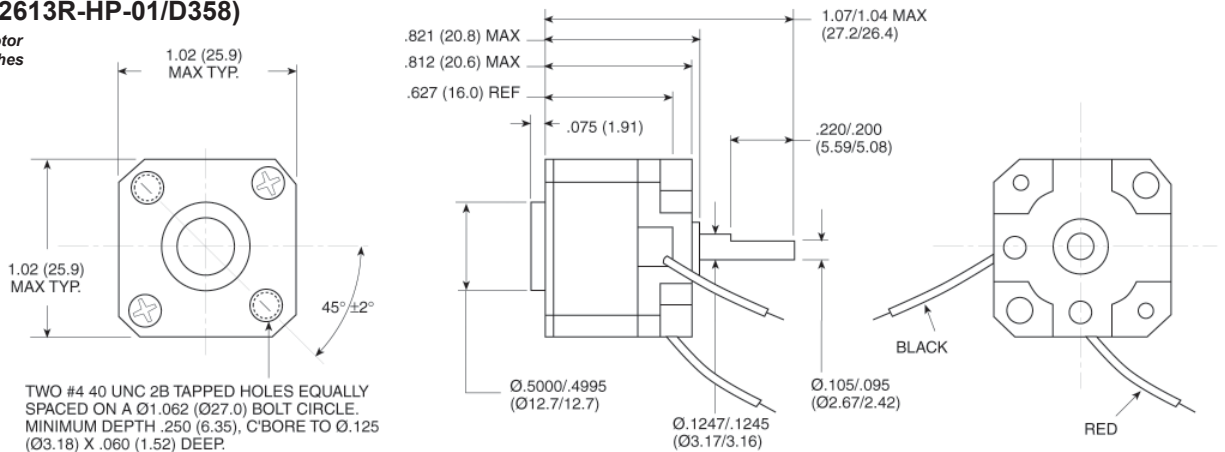 2613R-HP-01/D358)
1.02 (25.9)
MAX TYP.
1.02 (25.9)
MAX TYP.
45° ±2°
TWO #4 40 UNC 2B TAPPED HOLES EQUALLY
SPACED ON A Ø1.062 (Ø27.0) BOLT CIRCLE.
MINIMUM DEPTH .250 (6.35), C'BORE TO Ø.125
(Ø3.18) X .060 (1.52) DEEP.
.821 (20.8) MAX
.812 (20.6) MAX
.627 (16.0) REF
.075 (1.91)
1.07/1.04 MAX
(27.2/26.4)
.220/.200
(5.59/5.08)
Ø.5000/.4995
(Ø12.7/12.7)
Ø.1247/.1245
(Ø3.17/3.16)
Ø.105/.095
(Ø2.67/2.42)
BLACK
RED